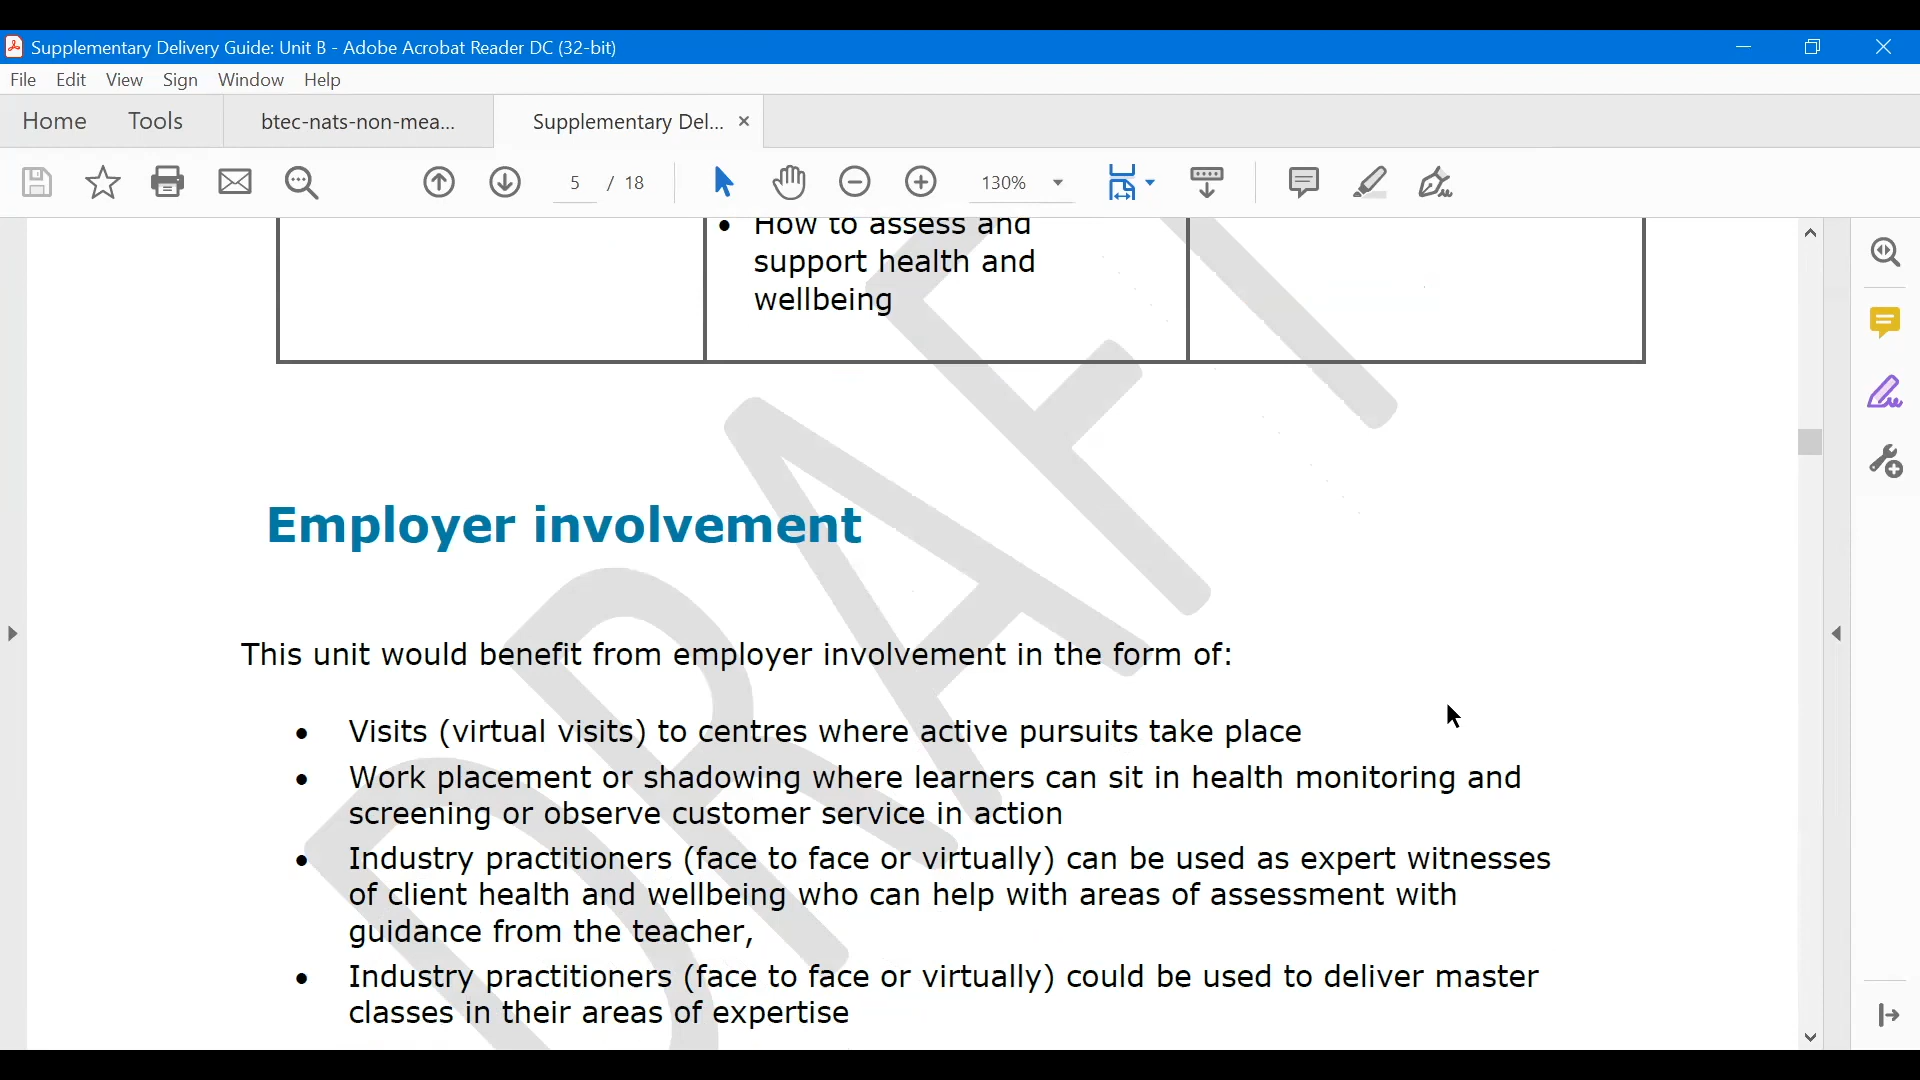 Supplementary Delivery Guide: Unit B - Adobe Acrobat Reader DC (32-bit)
File Edit View Sign Window Help
Home Tools btec-nats-non-mea... Supplementary Del... ×
5 / 18 130%
• How to assess and
support health and
wellbeing
DRAFT
Employer involvement
This unit would benefit from employer involvement in the form of:
• Visits (virtual visits) to centres where active pursuits take place
• Work placement or shadowing where learners can sit in health monitoring and
screening or observe customer service in action
• Industry practitioners (face to face or virtually) can be used as expert witnesses
of client health and wellbeing who can help with areas of assessment with
guidance from the teacher,
• Industry practitioners (face to face or virtually) could be used to deliver master
classes in their areas of expertise